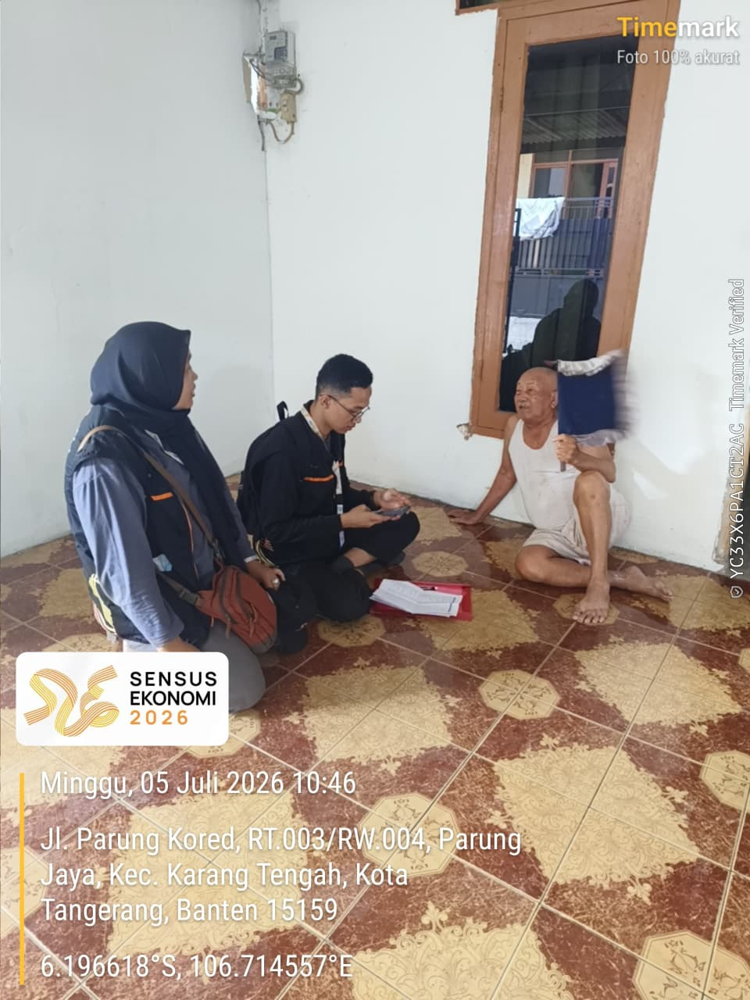 Timemark
Foto 100% akurat
YC33X6PA1CT2AC Timemark Verified
SENSUS
EKONOMI
2026
Minggu, 05 Juli 2026 10:46
Jl. Parung Kored, RT.003/RW.004, Parung
Jaya, Kec. Karang Tengah, Kota
Tangerang, Banten 15159
6.196618°S, 106.714557°E